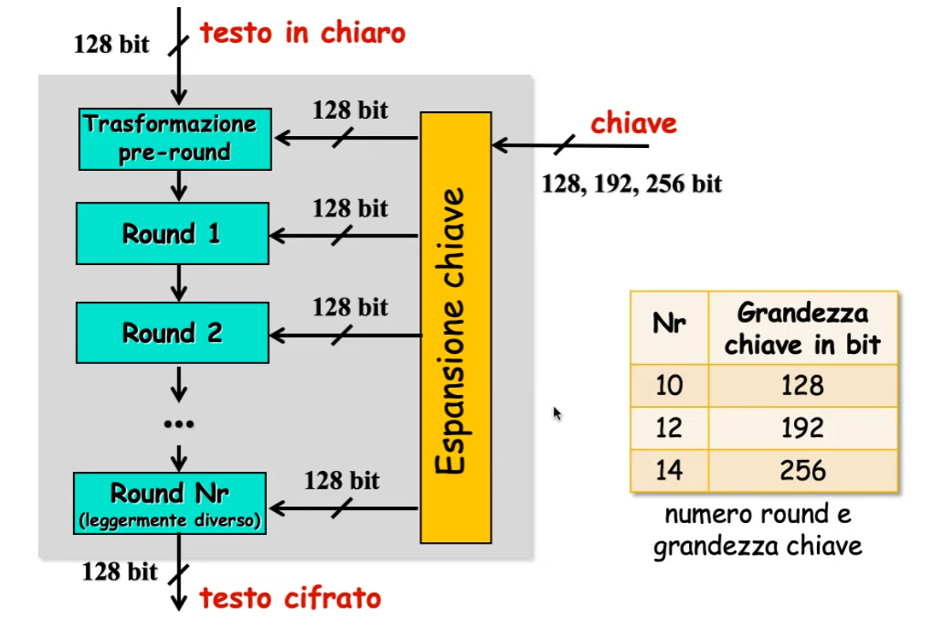 128 bit
testo in chiaro
Trasformazione
pre-round
128 bit
chiave
128, 192, 256 bit
Round 1
128 bit
Round 2
128 bit
...
Round Nr
(leggermente diverso)
128 bit
Espansione chiave
128 bit
testo cifrato
Nr
Grandezza
chiave in bit
10
128
12
192
14
256
numero round e
grandezza chiave